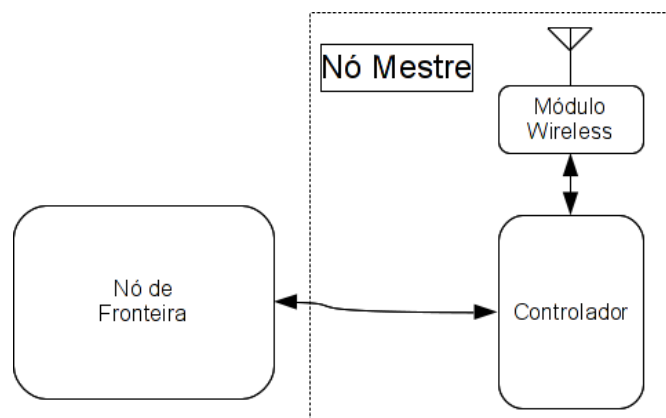 Nó Mestre
Módulo
Wireless
Nó de
Fronteira
Controlador